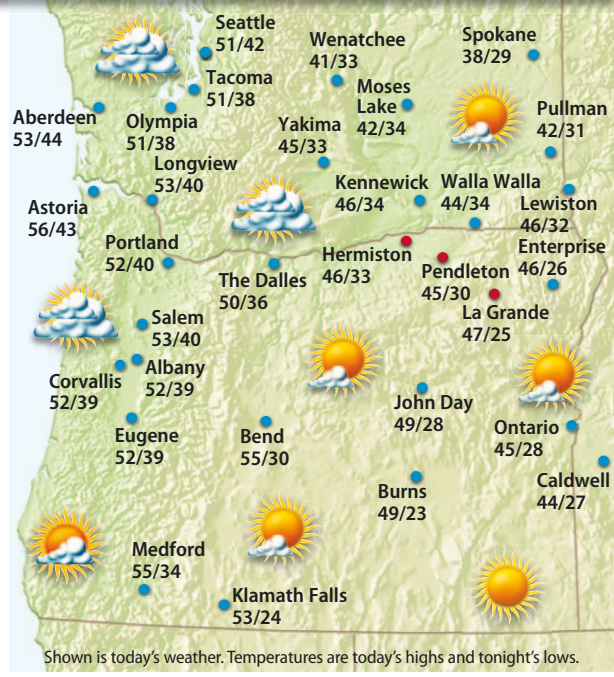 Seattle
51/42
Wenatchee
41/33
Spokane
38/29
Tacoma
51/38
Moses
Lake
42/34
Pullman
42/31
Aberdeen
53/44
Olympia
51/38
Yakima
45/33
Longview
53/40
Kennewick
46/34
Walla Walla
44/34
Lewiston
46/32
Astoria
56/43
Portland
52/40
The Dalles
50/36
Hermiston
46/33
Pendleton
45/30
Enterprise
46/26
La Grande
47/25
Salem
53/40
Albany
52/39
Corvallis
52/39
Eugene
52/39
Bend
55/30
John Day
49/28
Ontario
45/28
Caldwell
44/27
Burns
49/23
Medford
55/34
Klamath Falls
53/24
Shown is today's weather. Temperatures are today's highs and tonight's lows.